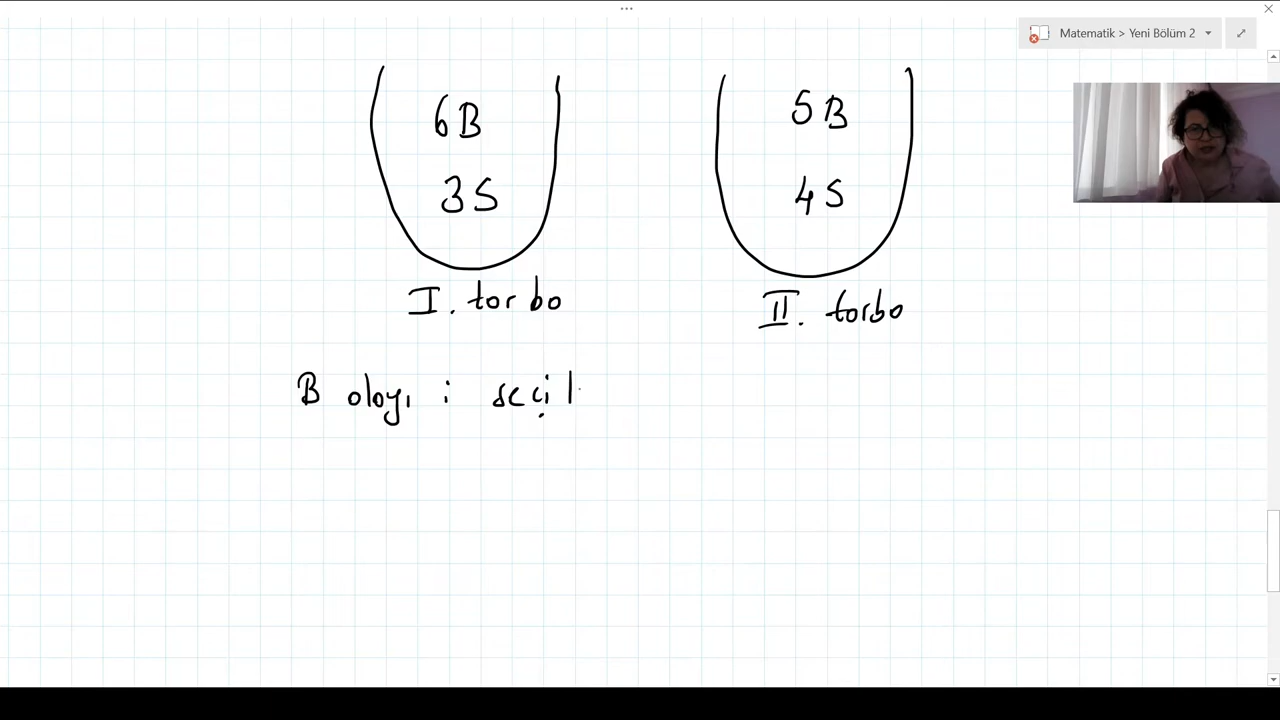 ...
Matematik > Yeni Bölüm 2
6B
5B
3S
4S
I. torba
II. torba
B olayı : seçil